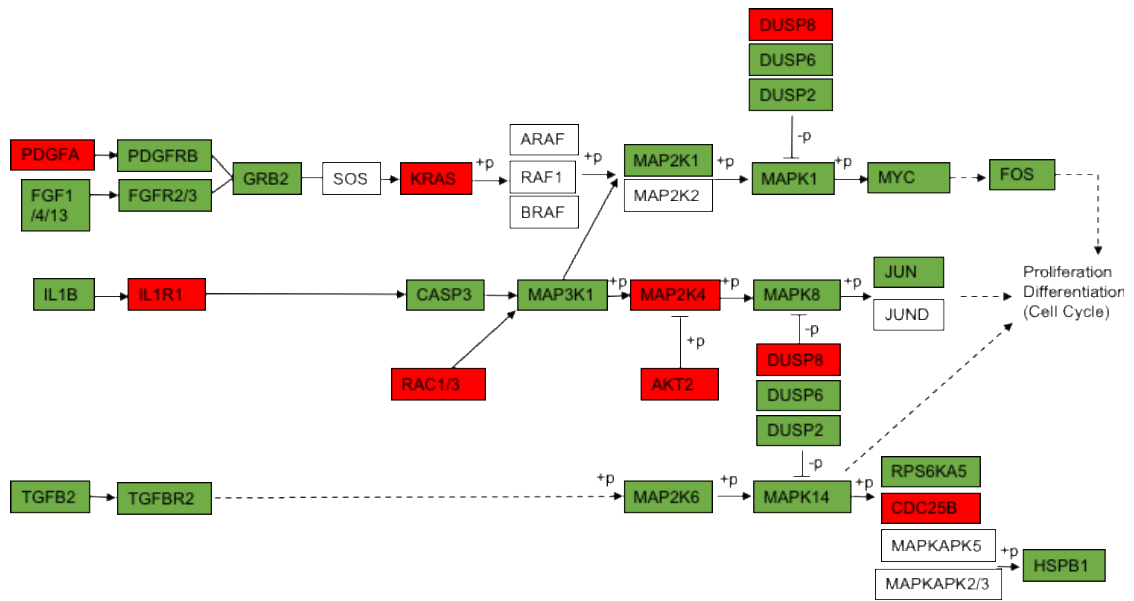 DUSP8
DUSP6
DUSP2
-p
PDGFA
PDGFRB
FGF1
/4/13
FGFR2/3
GRB2
SOS
KRAS
+p
ARAF
RAF1
BRAF
+p
MAP2K1
MAP2K2
+p
MAPK1
+p
MYC
FOS
IL1B
IL1R1
CASP3
MAP3K1
+p
MAP2K4
+p
MAPK8
+p
JUN
JUND
Proliferation
Differentiation
(Cell Cycle)
RAC1/3
+p
AKT2
-p
DUSP8
DUSP6
DUSP2
-p
TGFB2
TGFBR2
+p
MAP2K6
+p
MAPK14
+p
RPS6KA5
CDC25B
MAPKAPK5
MAPKAPK2/3
+p
HSPB1